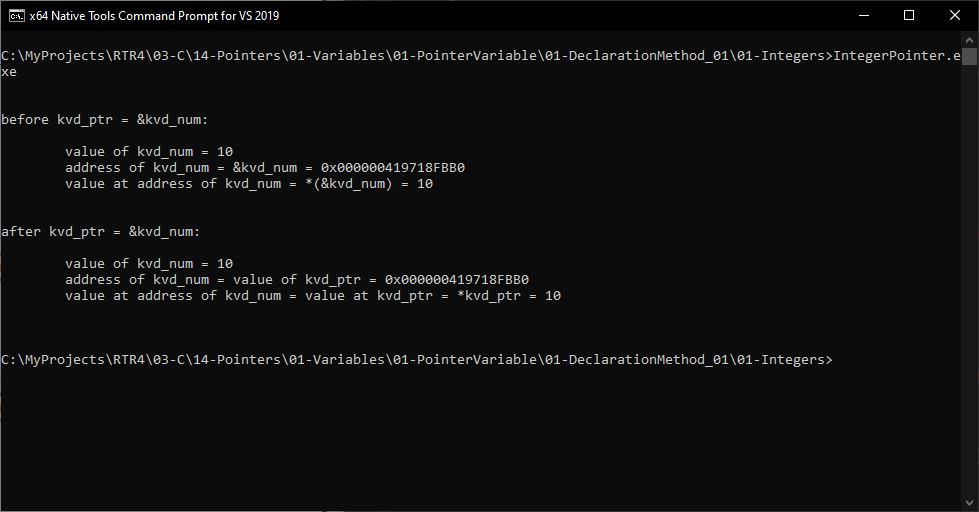 x64 Native Tools Command Prompt for VS 2019
C:\MyProjects\RTR4\03-C\14-Pointers\01-Variables\01-PointerVariable\01-DeclarationMethod_01\01-Integers>IntegerPointer.e
xe
before kvd_ptr = &kvd_num:
value of kvd_num = 10
address of kvd_num = &kvd_num = 0x000000419718FBB0
value at address of kvd_num = *(&kvd_num) = 10
after kvd_ptr = &kvd_num:
value of kvd_num = 10
address of kvd_num = value of kvd_ptr = 0x000000419718FBB0
value at address of kvd_num = value at kvd_ptr = *kvd_ptr = 10
C:\MyProjects\RTR4\03-C\14-Pointers\01-Variables\01-PointerVariable\01-DeclarationMethod_01\01-Integers>